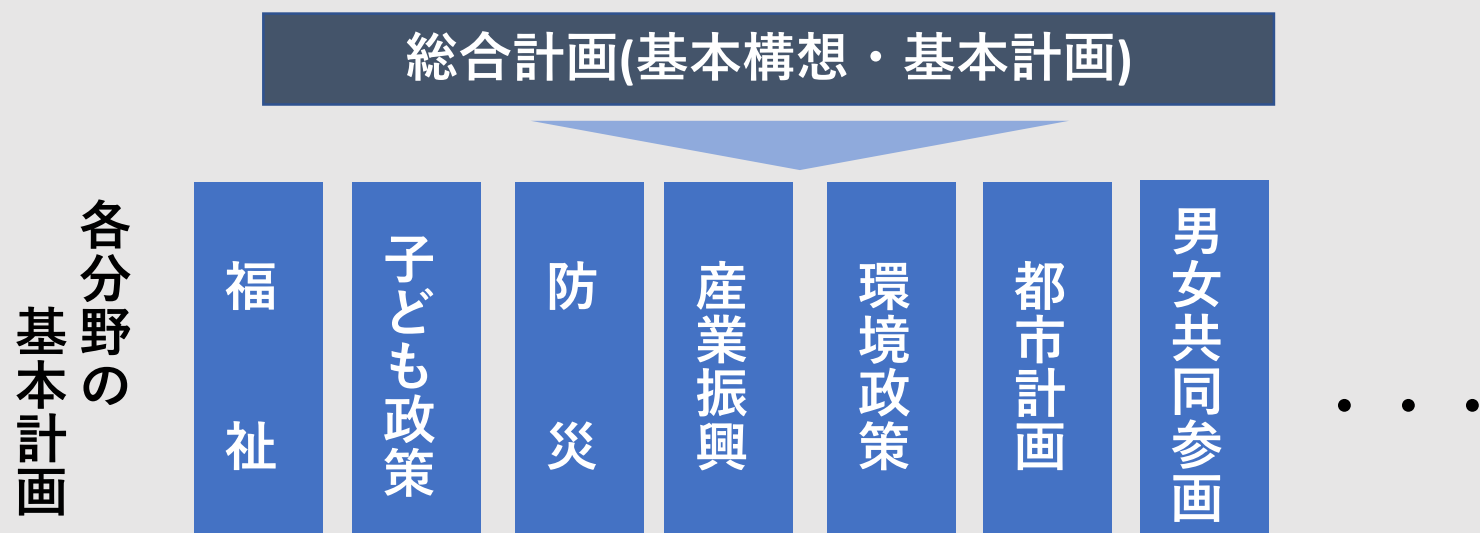 総合計画(基本構想・基本計画)
各分野の
基本計画
福祉
子ども政策
防災
産業振興
環境政策
都市計画
男女共同参画
・・・